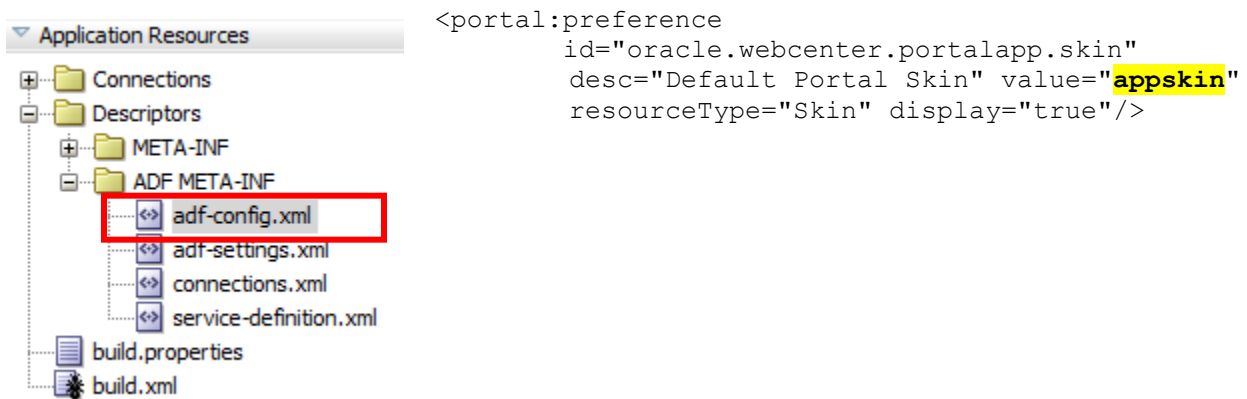 Application Resources
Connections
Descriptors
META-INF
ADF META-INF
adf-config.xml
adf-settings.xml
connections.xml
service-definition.xml
build.properties
build.xml
<portal:preference
id="oracle.webcenter.portalapp.skin"
desc="Default Portal Skin" value="appskin"
resourceType="Skin" display="true"/>